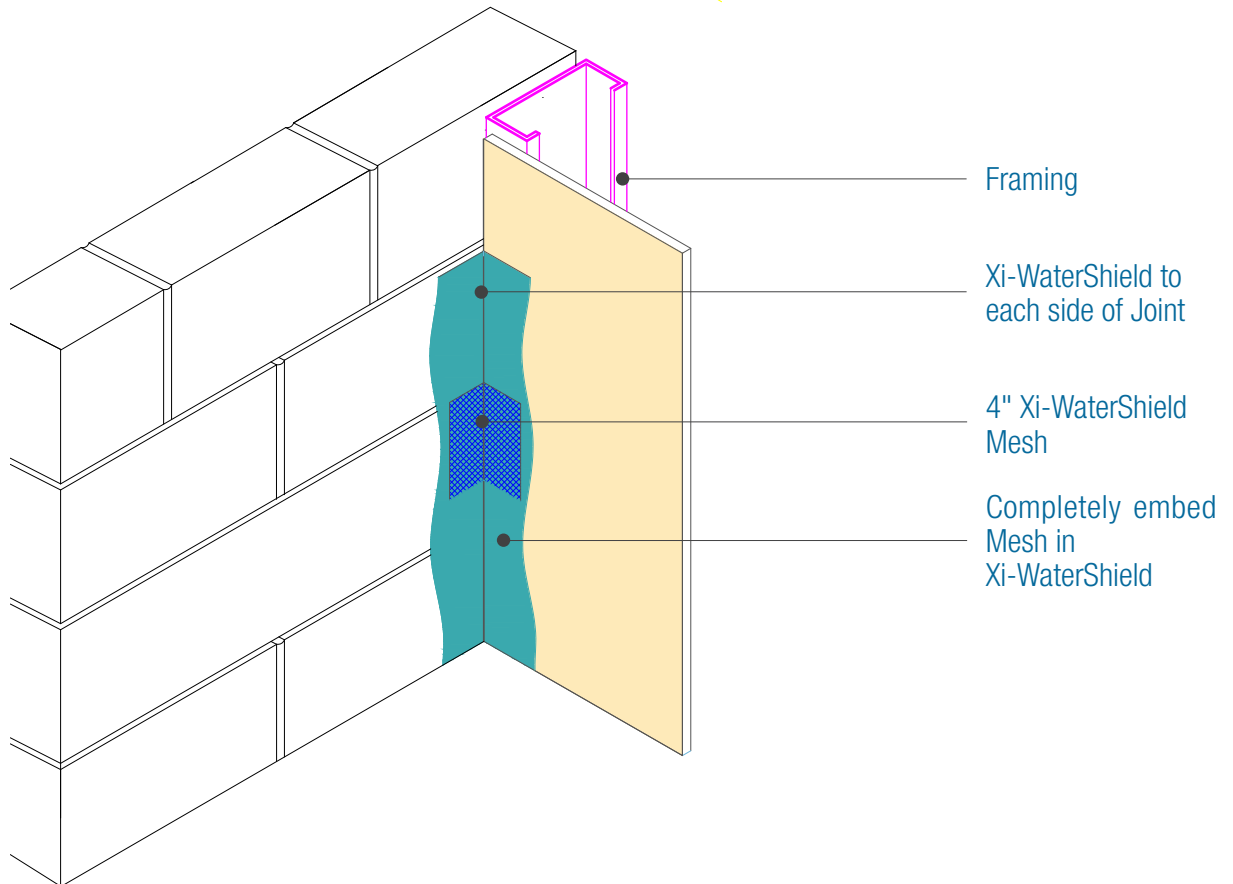 Framing
Xi-WaterShield to
each side of Joint
4" Xi-WaterShield
Mesh
Completely embed
Mesh in
Xi-WaterShield